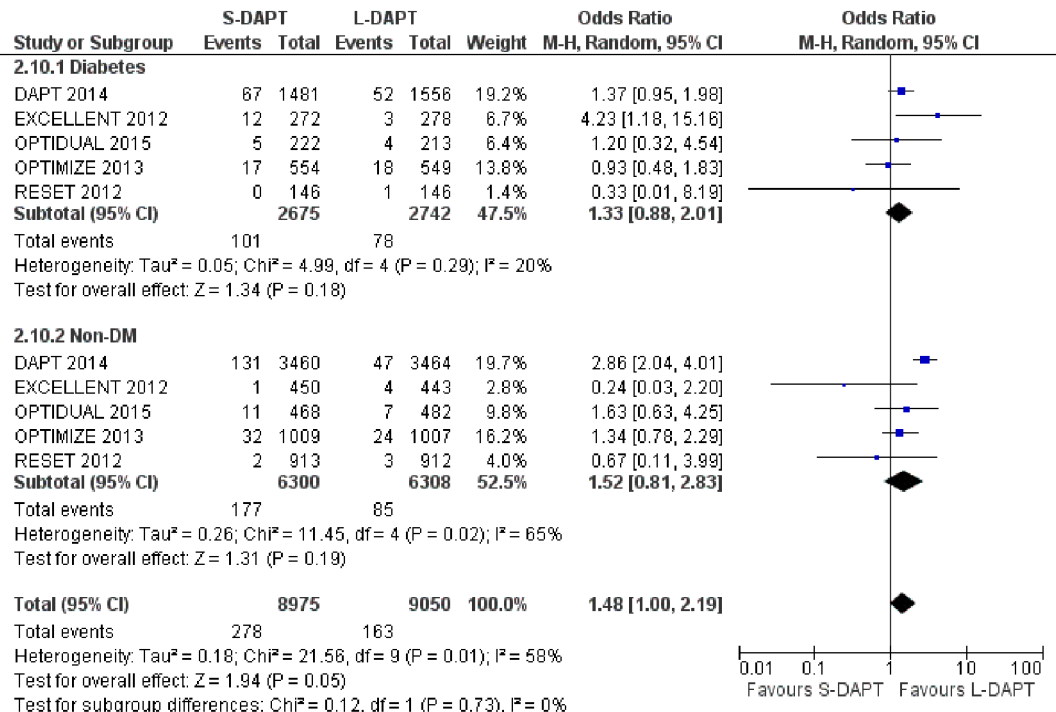 S-DAPT L-DAPT Odds Ratio Odds Ratio
Study or Subgroup Events Total Events Total Weight M-H, Random, 95% CI M-H, Random, 95% CI
2.10.1 Diabetes
DAPT 2014 67 1481 52 1556 19.2% 1.37 [0.95, 1.98]
EXCELLENT 2012 12 272 3 278 6.7% 4.23 [1.18, 15.16]
OPTIDUAL 2015 5 222 4 213 6.4% 1.20 [0.32, 4.54]
OPTIMIZE 2013 17 554 18 549 13.8% 0.93 [0.48, 1.83]
RESET 2012 0 146 1 146 1.4% 0.33 [0.01, 8.19]
Subtotal (95% CI) 2675 2742 47.5% 1.33 [0.88, 2.01]
Total events 101 78
Heterogeneity: Tau² = 0.05; Chi² = 4.99, df = 4 (P = 0.29); I² = 20%
Test for overall effect: Z = 1.34 (P = 0.18)
2.10.2 Non-DM
DAPT 2014 131 3460 47 3464 19.7% 2.86 [2.04, 4.01]
EXCELLENT 2012 1 450 4 443 2.8% 0.24 [0.03, 2.20]
OPTIDUAL 2015 11 468 7 482 9.8% 1.63 [0.63, 4.25]
OPTIMIZE 2013 32 1009 24 1007 16.2% 1.34 [0.78, 2.29]
RESET 2012 2 913 3 912 4.0% 0.67 [0.11, 3.99]
Subtotal (95% CI) 6300 6308 52.5% 1.52 [0.81, 2.83]
Total events 177 85
Heterogeneity: Tau² = 0.26; Chi² = 11.45, df = 4 (P = 0.02); I² = 65%
Test for overall effect: Z = 1.31 (P = 0.19)
Total (95% CI) 8975 9050 100.0% 1.48 [1.00, 2.19]
Total events 278 163
Heterogeneity: Tau² = 0.18; Chi² = 21.56, df = 9 (P = 0.01); I² = 58%
Test for overall effect: Z = 1.94 (P = 0.05)
Test for subgroup differences: Chi² = 0.12, df = 1 (P = 0.73), I² = 0%
0.01 0.1 1 10 100
Favours S-DAPT Favours L-DAPT